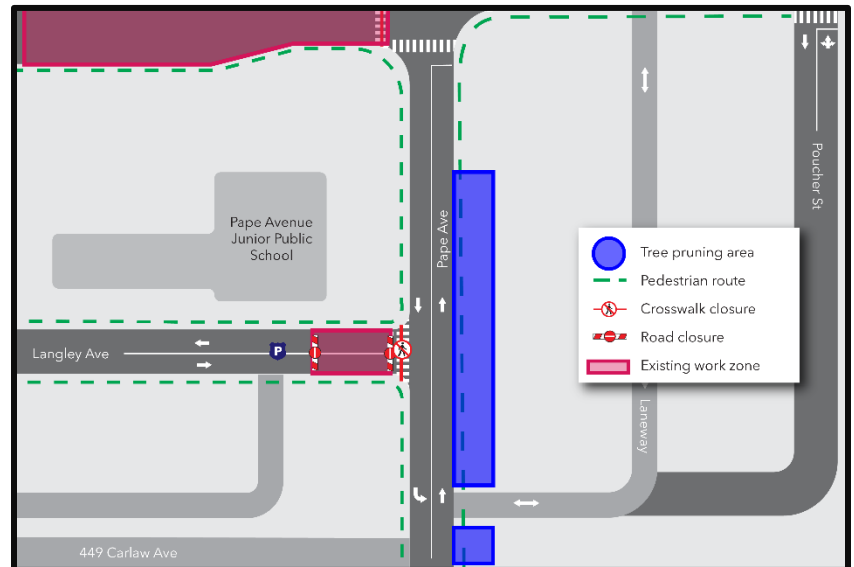 Poucher St
Pape Avenue
Junior Public
School
Pape Ave
Tree pruning area
Pedestrian route
Crosswalk closure
Road closure
Existing work zone
Langley Ave
P
Laneway
449 Carlaw Ave